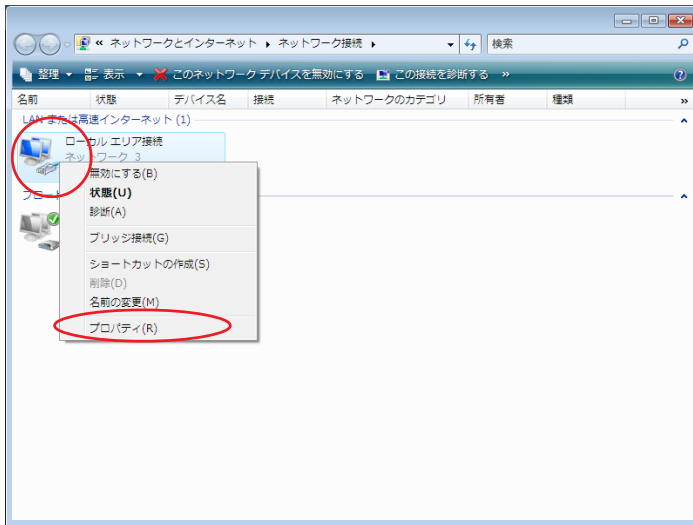 « ネットワークとインターネット ▸ ネットワーク接続 ▸ 検索
整理 表示 このネットワーク デバイスを無効にする この接続を診断する »
名前 状態 デバイス名 接続 ネットワークのカテゴリ 所有者 種類 »
LAN または高速インターネット (1)
ローカル エリア接続
ネットワーク 3
無効にする(B)
状態(U)
診断(A)
ブリッジ接続(G)
ショートカットの作成(S)
削除(D)
名前の変更(M)
プロパティ(R)